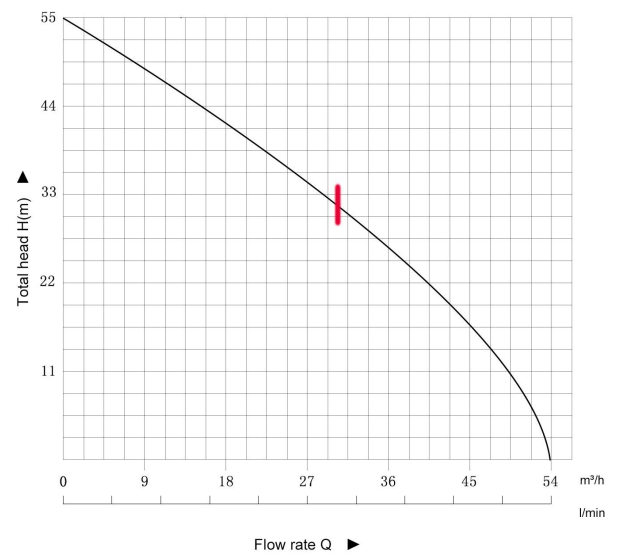 55
44
33
22
11
Total head H(m) ▲
0 9 18 27 36 45 54 m³/h
l/min
Flow rate Q ►